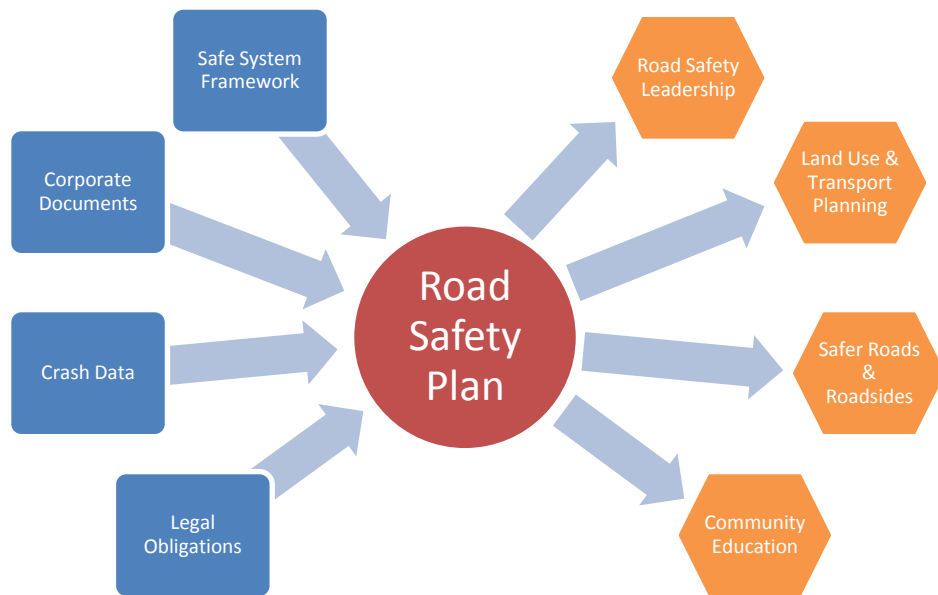 Safe System
Framework
Corporate
Documents
Crash Data
Legal
Obligations
Road
Safety
Plan
Road Safety
Leadership
Land Use &
Transport
Planning
Safer Roads
&
Roadsides
Community
Education